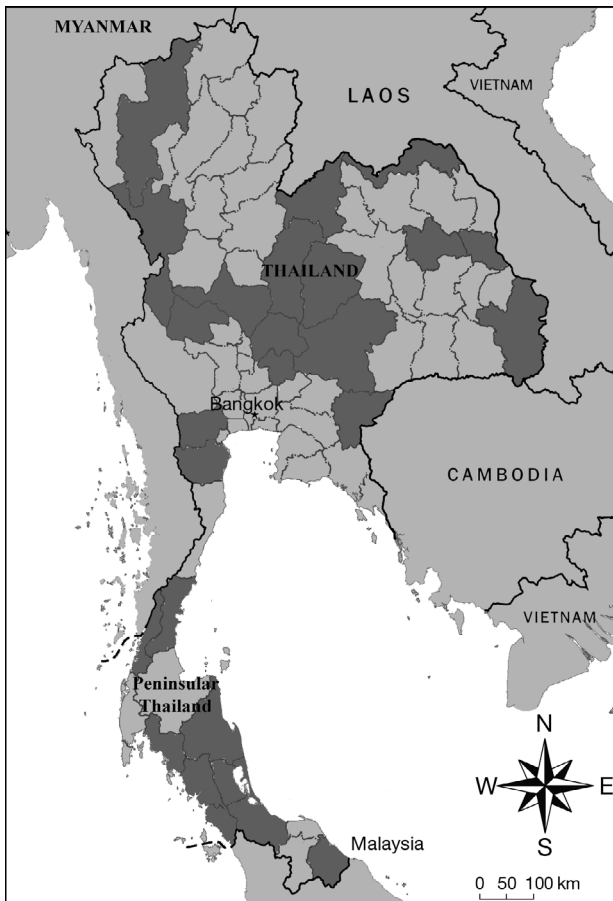 MYANMAR
LAOS
VIETNAM
THAILAND
Bangkok
CAMBODIA
VIETNAM
Peninsular
Thailand
N
W E
S
Malaysia
0 50 100 km